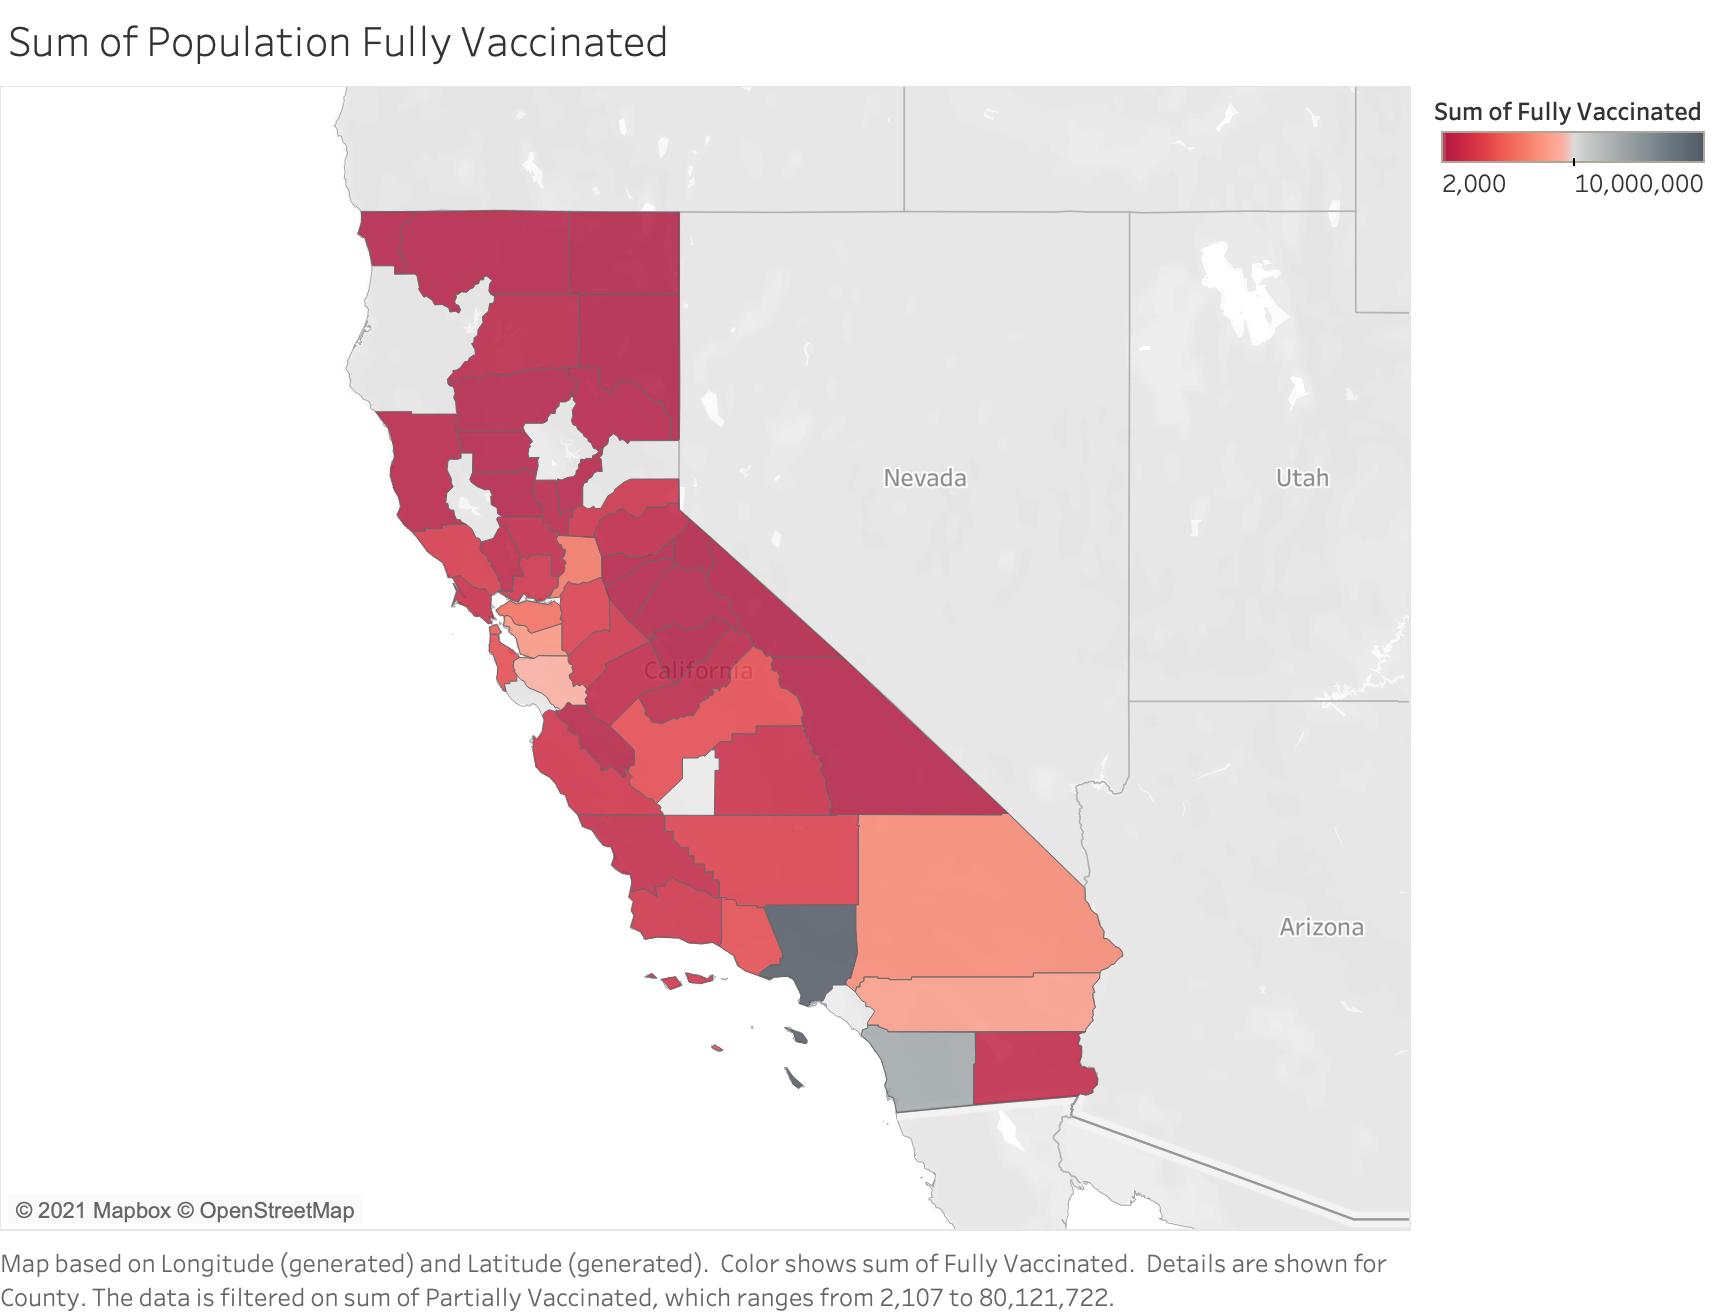 Sum of Population Fully Vaccinated
Sum of Fully Vaccinated
2,000 10,000,000
Nevada
Utah
California
Arizona
© 2021 Mapbox © OpenStreetMap
Map based on Longitude (generated) and Latitude (generated).  Color shows sum of Fully Vaccinated.  Details are shown for
County. The data is filtered on sum of Partially Vaccinated, which ranges from 2,107 to 80,121,722.